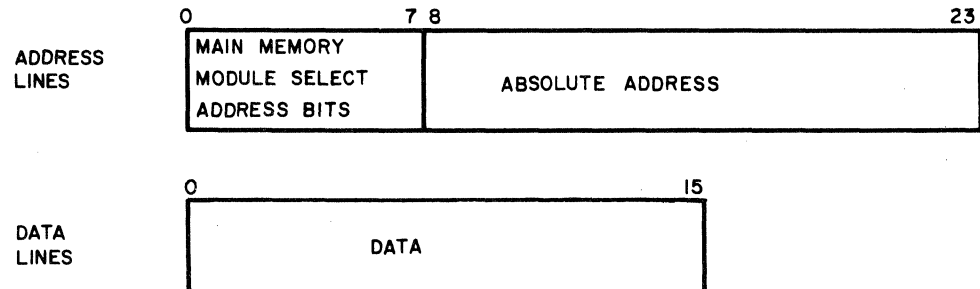 0 7 8 23
ADDRESS
LINES
MAIN MEMORY
MODULE SELECT
ADDRESS BITS
ABSOLUTE ADDRESS
0 15
DATA
LINES
DATA